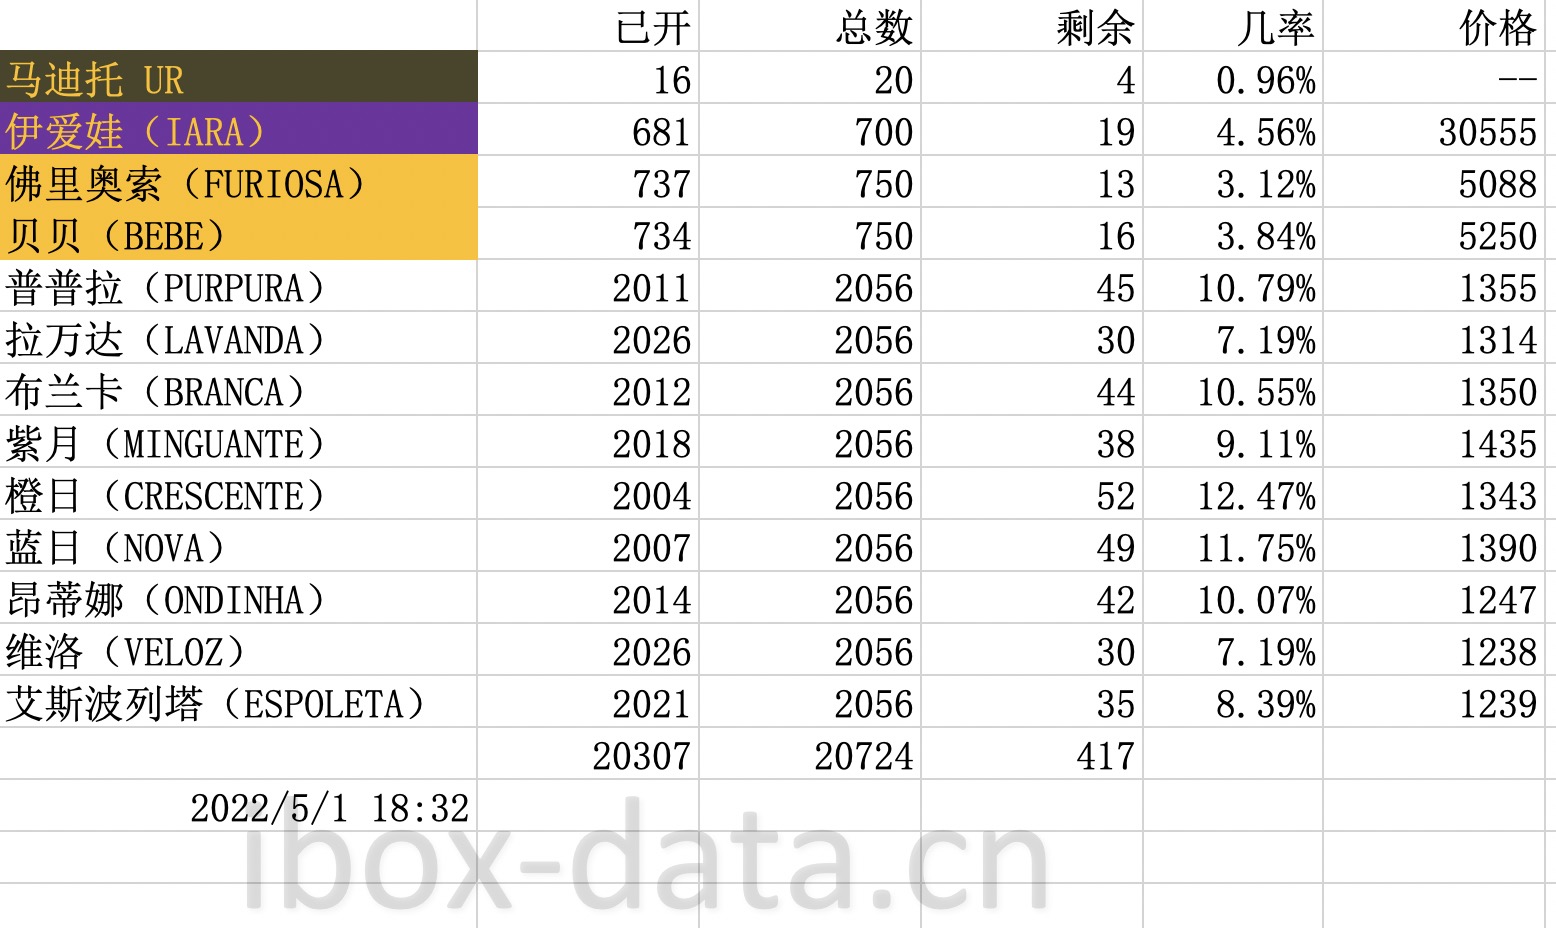 已开 总数 剩余 几率 价格
马迪托 UR 16 20 4 0.96% --
伊爱娃（IARA） 681 700 19 4.56% 30555
佛里奥索（FURIOSA） 737 750 13 3.12% 5088
贝贝（BEBE） 734 750 16 3.84% 5250
普普拉（PURPURA） 2011 2056 45 10.79% 1355
拉万达（LAVANDA） 2026 2056 30 7.19% 1314
布兰卡（BRANCA） 2012 2056 44 10.55% 1350
紫月（MINGUANTE） 2018 2056 38 9.11% 1435
橙日（CRESCENTE） 2004 2056 52 12.47% 1343
蓝日（NOVA） 2007 2056 49 11.75% 1390
昂蒂娜（ONDINHA） 2014 2056 42 10.07% 1247
维洛（VELOZ） 2026 2056 30 7.19% 1238
艾斯波列塔（ESPOLETA） 2021 2056 35 8.39% 1239
20307 20724 417
2022/5/1 18:32
ibox-data.cn